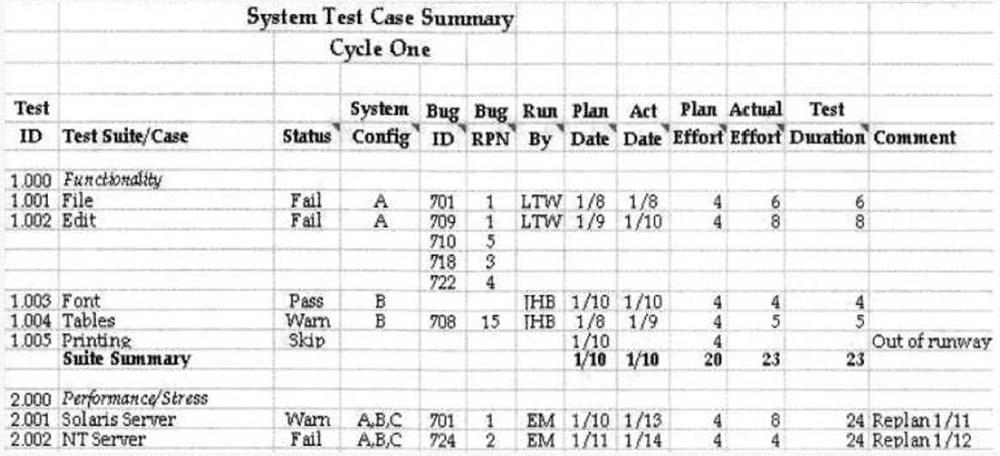 System Test Case Summary
Cycle One
Test System Bug Bug Run Plan Act Plan Actual Test
ID Test Suite/Case Status Config ID RPN By Date Date Effort Effort Duration Comment
1.000 Functionality
1.001 File Fail A 701 1 LTW 1/8 1/8 4 6 6
1.002 Edit Fail A 709 1 LTW 1/9 1/10 4 8 8
710 5
718 3
722 4
1.003 Font Pass B JHB 1/10 1/10 4 4 4
1.004 Tables Warn B 708 15 JHB 1/8 1/9 4 5 5
1.005 Printing Skip 1/10 4 Out of runway
Suite Summary 1/10 1/10 20 23 23
2.000 Performance/Stress
2.001 Solaris Server Warn A,B,C 701 1 EM 1/10 1/13 4 8 24 Replan 1/11
2.002 NT Server Fail A,B,C 724 2 EM 1/11 1/14 4 4 24 Replan 1/12